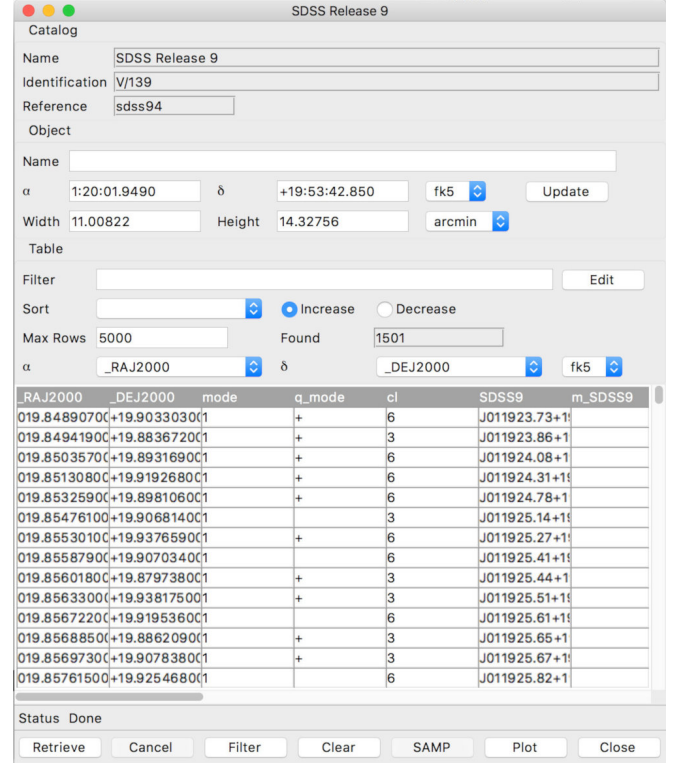 SDSS Release 9
Catalog
Name SDSS Release 9
Identification V/139
Reference sdss94
Object
Name
α 1:20:01.9490 δ +19:53:42.850 fk5 Update
Width 11.00822 Height 14.32756 arcmin
Table
Filter Edit
Sort Increase Decrease
Max Rows 5000 Found 1501
α _RAJ2000 δ _DEJ2000 fk5
_RAJ2000 _DEJ2000 mode q_mode cl SDSS9 m_SDSS9
019.8489070 +19.9033030 1 + 6 J011923.73+1
019.8494190 +19.8836720 1 + 3 J011923.86+1
019.8503570 +19.8931690 1 + 6 J011924.08+1
019.8513080 +19.9192680 1 + 6 J011924.31+1
019.8532590 +19.8981060 1 + 6 J011924.78+1
019.8547610 +19.9068140 1 3 J011925.14+1
019.8553010 +19.9376590 1 + 6 J011925.27+1
019.8558790 +19.9070340 1 6 J011925.41+1
019.8560180 +19.8797380 1 + 3 J011925.44+1
019.8563300 +19.9381750 1 + 3 J011925.51+1
019.8567220 +19.9195360 1 6 J011925.61+1
019.8568850 +19.8862090 1 + 3 J011925.65+1
019.8569730 +19.9078380 1 + 3 J011925.67+1
019.8576150 +19.9254680 1 6 J011925.82+1
Status Done
Retrieve Cancel Filter Clear SAMP Plot Close